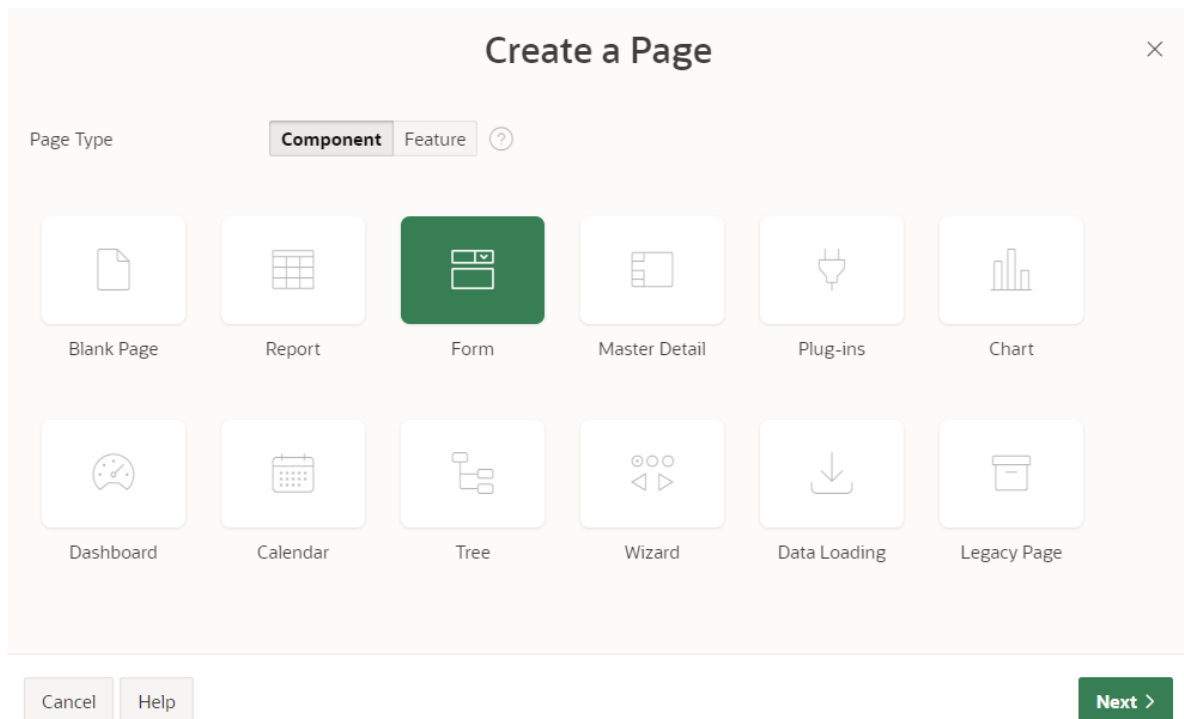 Create a Page
Page Type
Component Feature
Blank Page Report Form Master Detail Plug-ins Chart
Dashboard Calendar Tree Wizard Data Loading Legacy Page
Cancel Help Next